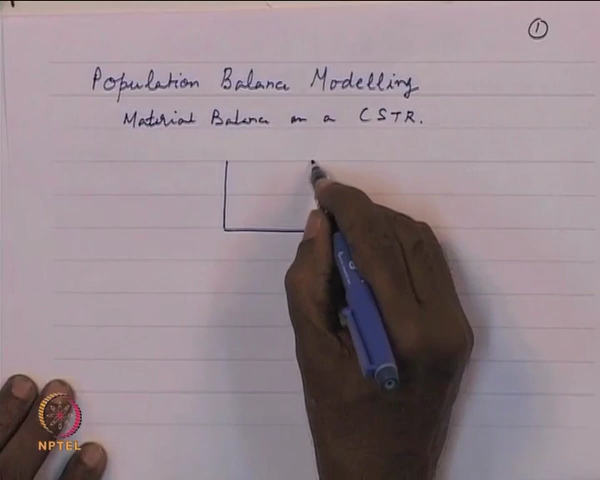 ①
Population Balance Modelling
Material Balance on a CSTR.
NPTEL